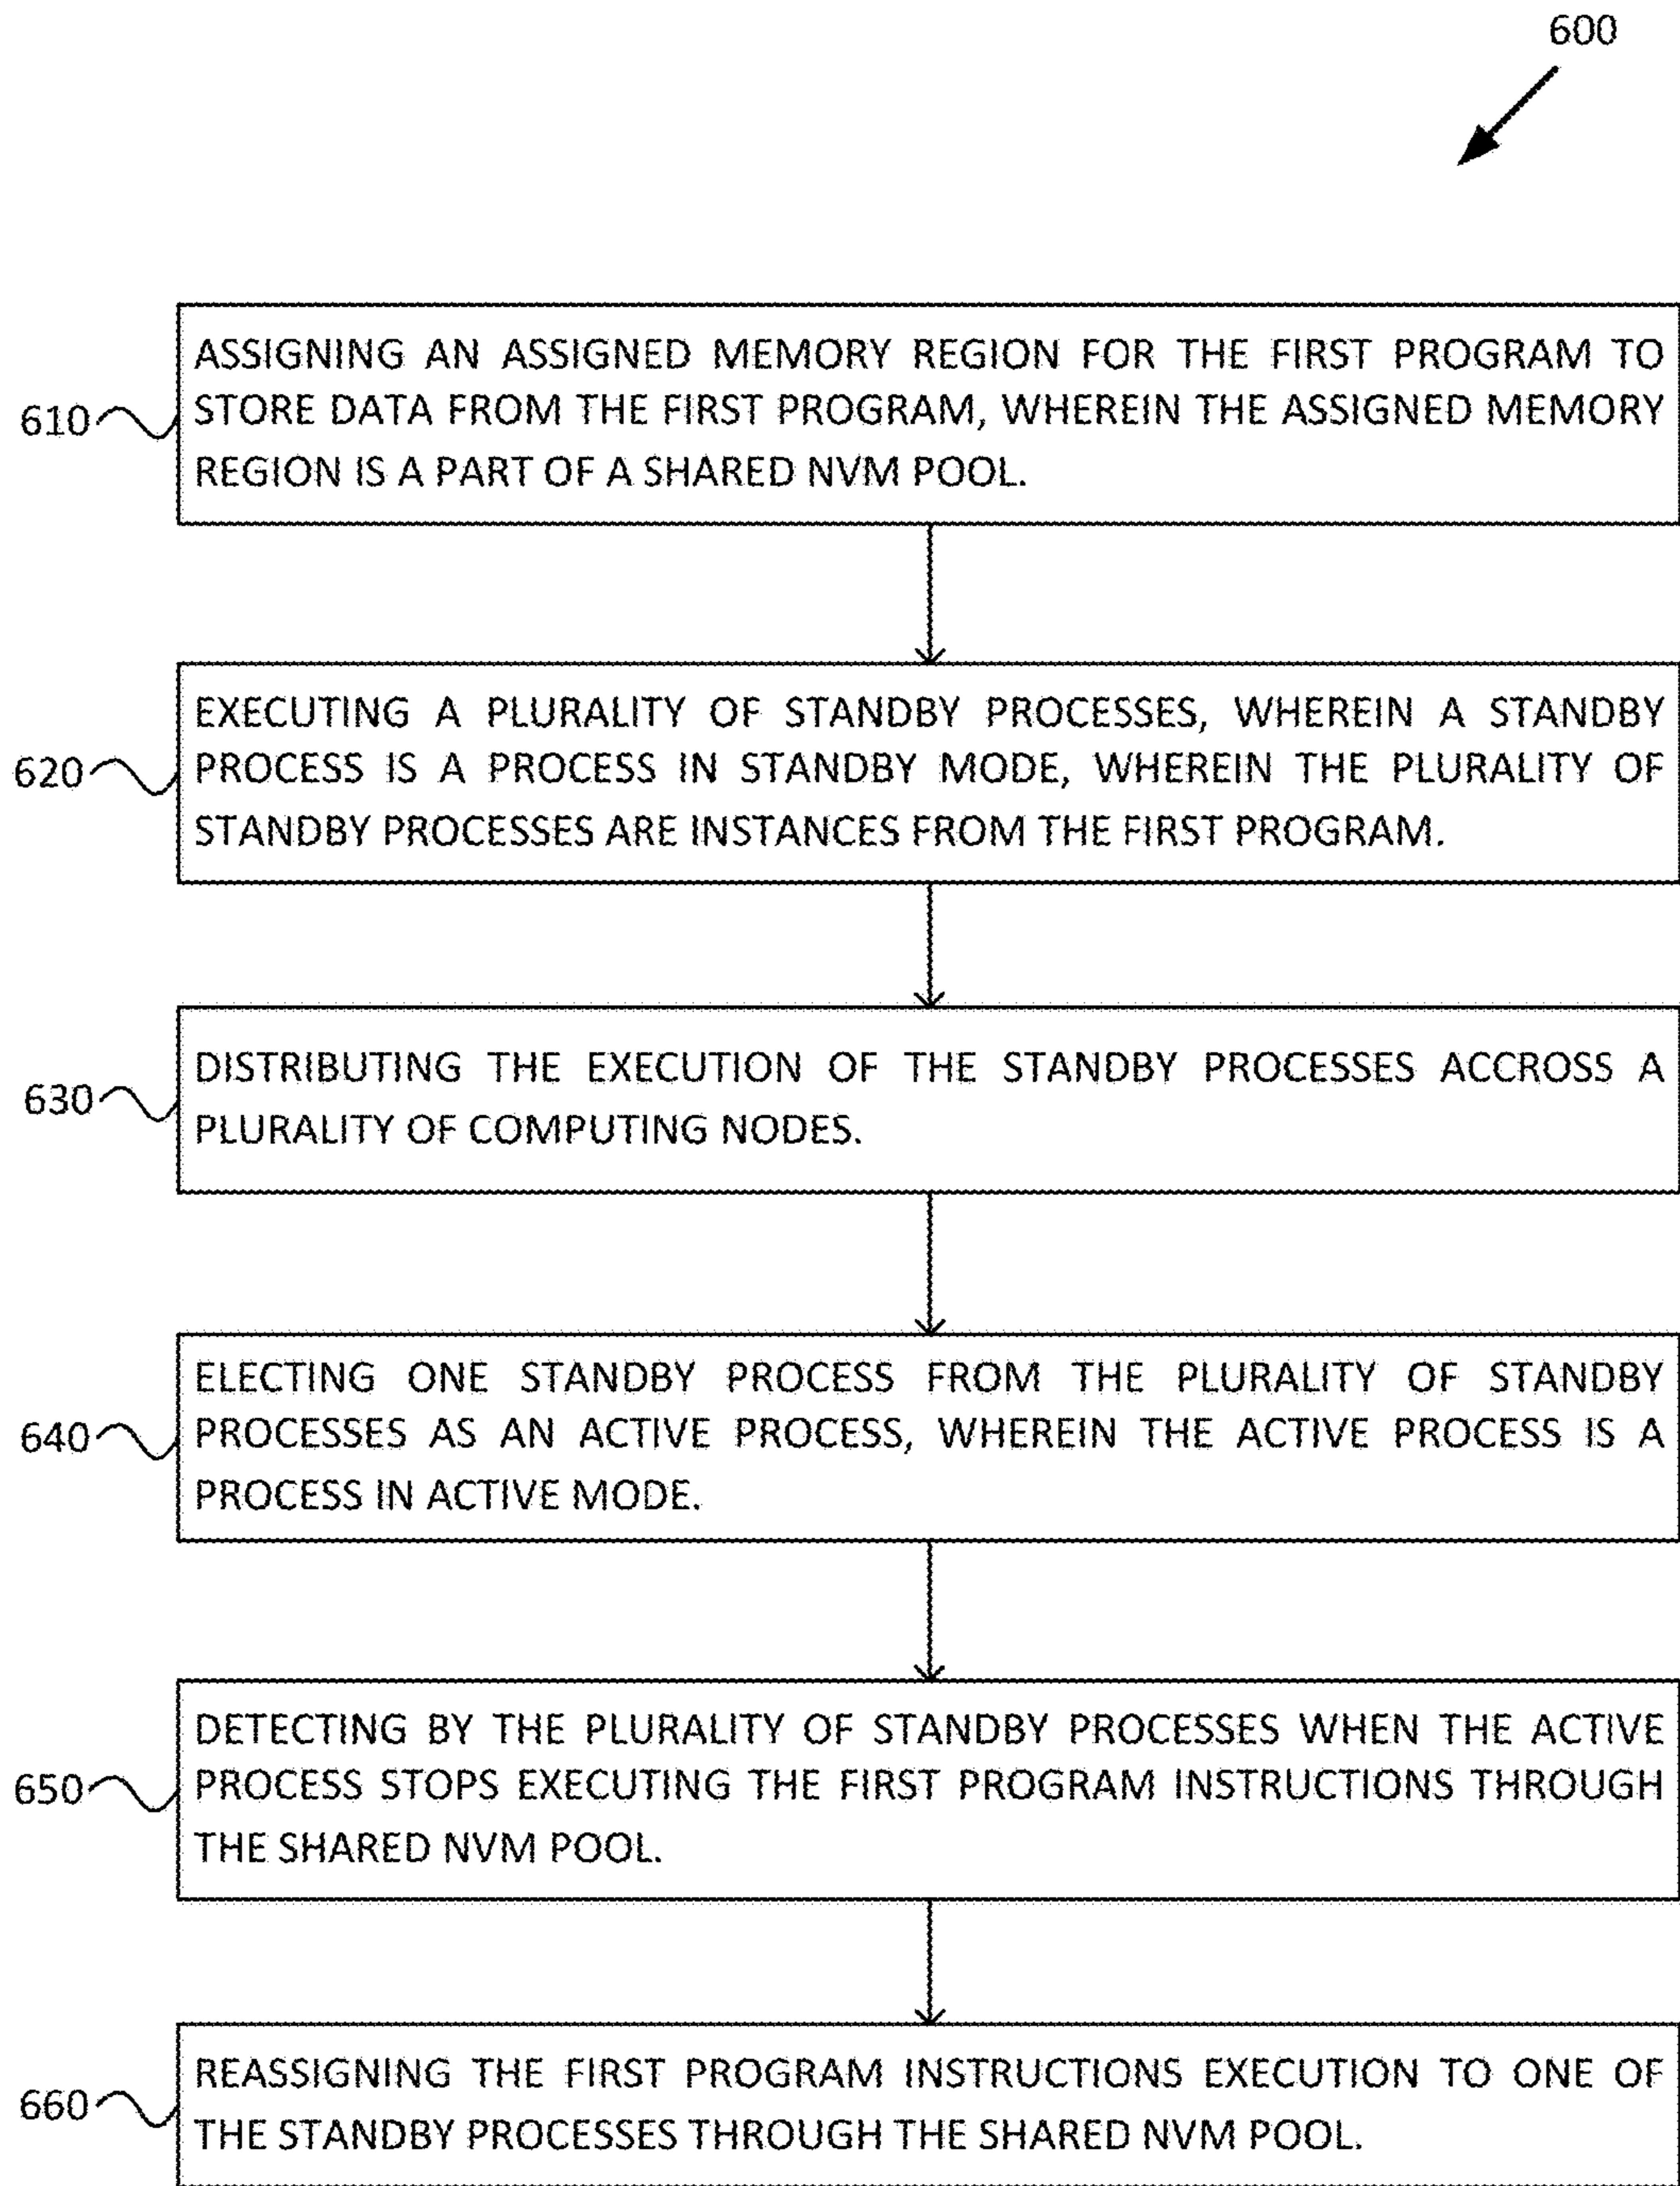 600
ASSIGNING AN ASSIGNED MEMORY REGION FOR THE FIRST PROGRAM TO
610 STORE DATA FROM THE FIRST PROGRAM, WHEREIN THE ASSIGNED MEMORY
REGION IS A PART OF A SHARED NVM POOL.
EXECUTING A PLURALITY OF STANDBY PROCESSES, WHEREIN A STANDBY
620 PROCESS IS A PROCESS IN STANDBY MODE, WHEREIN THE PLURALITY OF
STANDBY PROCESSES ARE INSTANCES FROM THE FIRST PROGRAM.
DISTRIBUTING THE EXECUTION OF THE STANDBY PROCESSES ACCROSS A
630 PLURALITY OF COMPUTING NODES.
ELECTING ONE STANDBY PROCESS FROM THE PLURALITY OF STANDBY
640 PROCESSES AS AN ACTIVE PROCESS, WHEREIN THE ACTIVE PROCESS IS A
PROCESS IN ACTIVE MODE.
DETECTING BY THE PLURALITY OF STANDBY PROCESSES WHEN THE ACTIVE
650 PROCESS STOPS EXECUTING THE FIRST PROGRAM INSTRUCTIONS THROUGH
THE SHARED NVM POOL.
REASSIGNING THE FIRST PROGRAM INSTRUCTIONS EXECUTION TO ONE OF
660 THE STANDBY PROCESSES THROUGH THE SHARED NVM POOL.